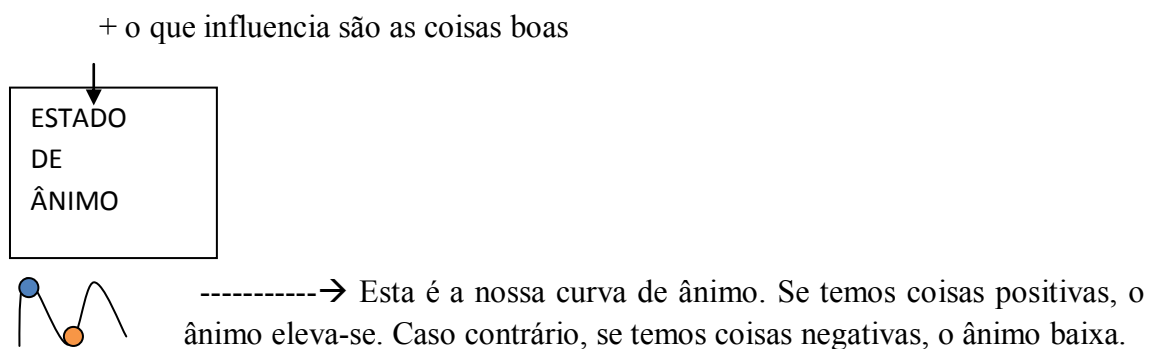 + o que influencia são as coisas boas
ESTADO
DE
ÂNIMO
-----------→ Esta é a nossa curva de ânimo. Se temos coisas positivas, o
ânimo eleva-se. Caso contrário, se temos coisas negativas, o ânimo baixa.